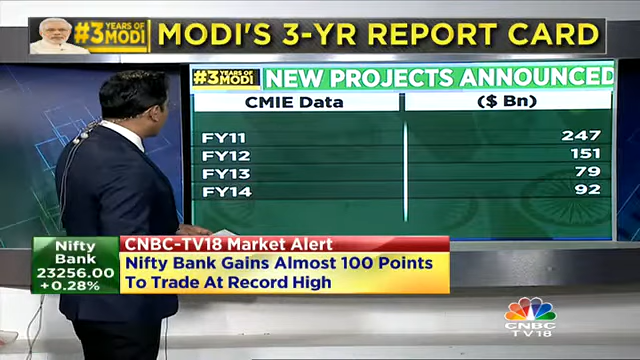 #3 YEARS OF MODI
MODI'S 3-YR REPORT CARD
#3 YEARS OF MODI NEW PROJECTS ANNOUNCED
CMIE Data ($ Bn)
FY11 247
FY12 151
FY13 79
FY14 92
Nifty
Bank
23256.00
+0.28%
CNBC-TV18 Market Alert
Nifty Bank Gains Almost 100 Points
To Trade At Record High
CNBC
TV18